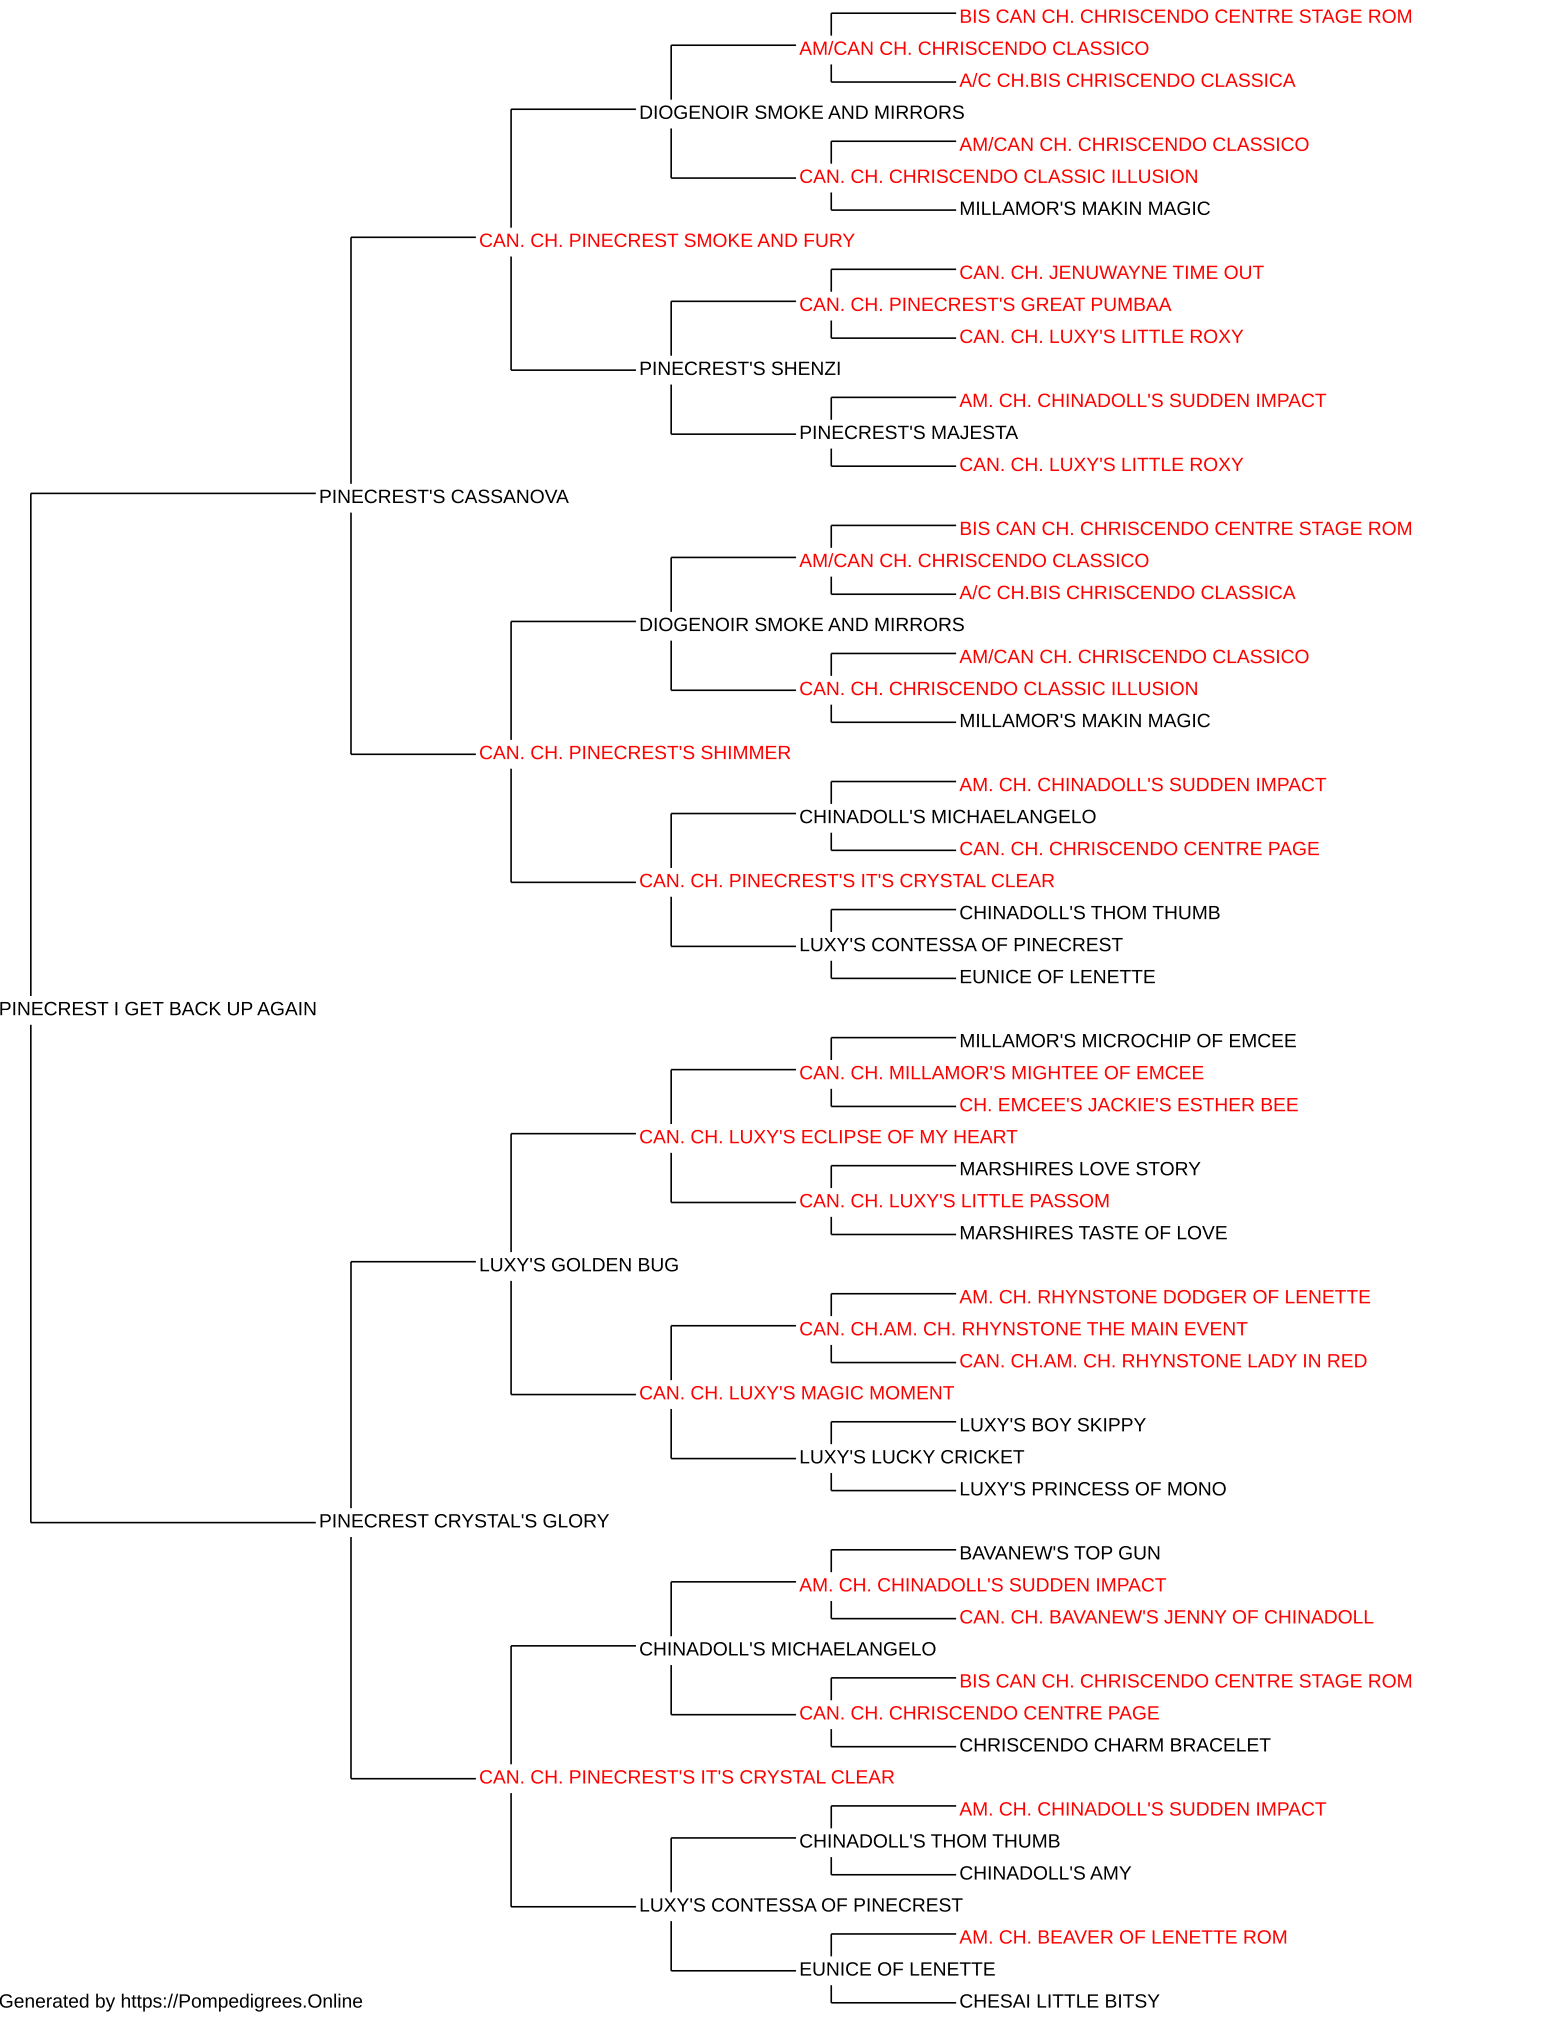 BIS CAN CH. CHRISCENDO CENTRE STAGE ROM
AM/CAN CH. CHRISCENDO CLASSICO
A/C CH.BIS CHRISCENDO CLASSICA
DIOGENOIR SMOKE AND MIRRORS
AM/CAN CH. CHRISCENDO CLASSICO
CAN. CH. CHRISCENDO CLASSIC ILLUSION
MILLAMOR'S MAKIN MAGIC
CAN. CH. PINECREST SMOKE AND FURY
CAN. CH. JENUWAYNE TIME OUT
CAN. CH. PINECREST'S GREAT PUMBAA
CAN. CH. LUXY'S LITTLE ROXY
PINECREST'S SHENZI
AM. CH. CHINADOLL'S SUDDEN IMPACT
PINECREST'S MAJESTA
CAN. CH. LUXY'S LITTLE ROXY
PINECREST'S CASSANOVA
BIS CAN CH. CHRISCENDO CENTRE STAGE ROM
AM/CAN CH. CHRISCENDO CLASSICO
A/C CH.BIS CHRISCENDO CLASSICA
DIOGENOIR SMOKE AND MIRRORS
AM/CAN CH. CHRISCENDO CLASSICO
CAN. CH. CHRISCENDO CLASSIC ILLUSION
MILLAMOR'S MAKIN MAGIC
CAN. CH. PINECREST'S SHIMMER
AM. CH. CHINADOLL'S SUDDEN IMPACT
CHINADOLL'S MICHAELANGELO
CAN. CH. CHRISCENDO CENTRE PAGE
CAN. CH. PINECREST'S IT'S CRYSTAL CLEAR
CHINADOLL'S THOM THUMB
LUXY'S CONTESSA OF PINECREST
EUNICE OF LENETTE
PINECREST I GET BACK UP AGAIN
MILLAMOR'S MICROCHIP OF EMCEE
CAN. CH. MILLAMOR'S MIGHTEE OF EMCEE
CH. EMCEE'S JACKIE'S ESTHER BEE
CAN. CH. LUXY'S ECLIPSE OF MY HEART
MARSHIRES LOVE STORY
CAN. CH. LUXY'S LITTLE PASSOM
MARSHIRES TASTE OF LOVE
LUXY'S GOLDEN BUG
AM. CH. RHYNSTONE DODGER OF LENETTE
CAN. CH.AM. CH. RHYNSTONE THE MAIN EVENT
CAN. CH.AM. CH. RHYNSTONE LADY IN RED
CAN. CH. LUXY'S MAGIC MOMENT
LUXY'S BOY SKIPPY
LUXY'S LUCKY CRICKET
LUXY'S PRINCESS OF MONO
PINECREST CRYSTAL'S GLORY
BAVANEW'S TOP GUN
AM. CH. CHINADOLL'S SUDDEN IMPACT
CAN. CH. BAVANEW'S JENNY OF CHINADOLL
CHINADOLL'S MICHAELANGELO
BIS CAN CH. CHRISCENDO CENTRE STAGE ROM
CAN. CH. CHRISCENDO CENTRE PAGE
CHRISCENDO CHARM BRACELET
CAN. CH. PINECREST'S IT'S CRYSTAL CLEAR
AM. CH. CHINADOLL'S SUDDEN IMPACT
CHINADOLL'S THOM THUMB
CHINADOLL'S AMY
LUXY'S CONTESSA OF PINECREST
AM. CH. BEAVER OF LENETTE ROM
EUNICE OF LENETTE
CHESAI LITTLE BITSY
Generated by https://Pompedigrees.Online